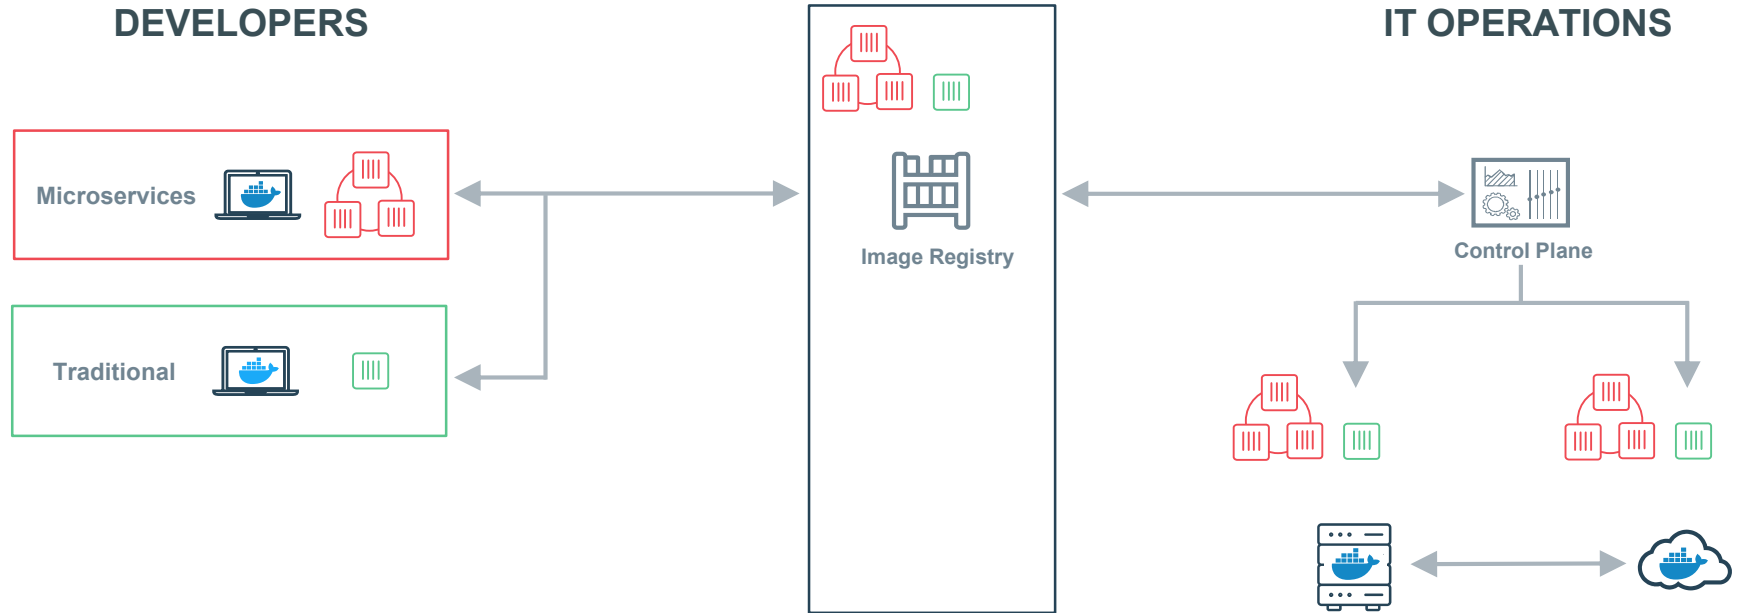 DEVELOPERS
IT OPERATIONS
Microservices
Traditional
Image Registry
Control Plane